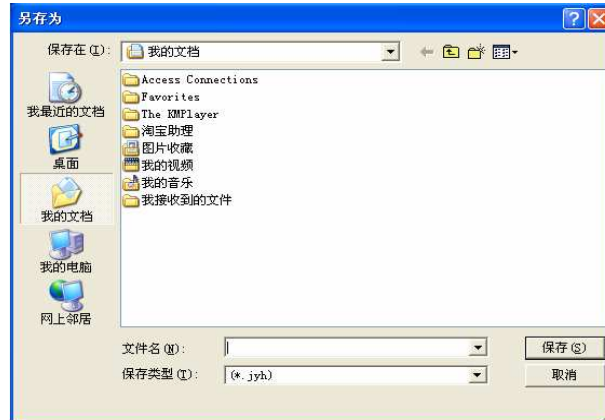 另存为
保存在(I):
我的文档
我最近的文档
桌面
我的文档
我的电脑
网上邻居
Access Connections
Favorites
The KMPlayer
淘宝助理
图片收藏
我的视频
我的音乐
我接收到的文件
文件名(N):
保存(S)
保存类型(T):
(*.jyh)
取消